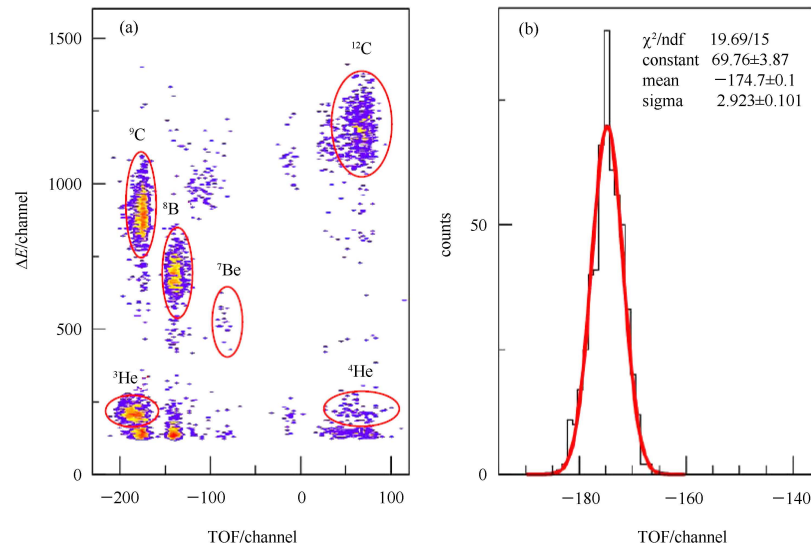 (a)
1500
1000
500
0
ΔE/channel
¹²C
⁹C
⁸B
⁷Be
³He
⁴He
−200
−100
0
100
TOF/channel
(b)
χ²/ndf 19.69/15
constant 69.76±3.87
mean −174.7±0.1
sigma 2.923±0.101
50
0
counts
−180
−160
−140
TOF/channel